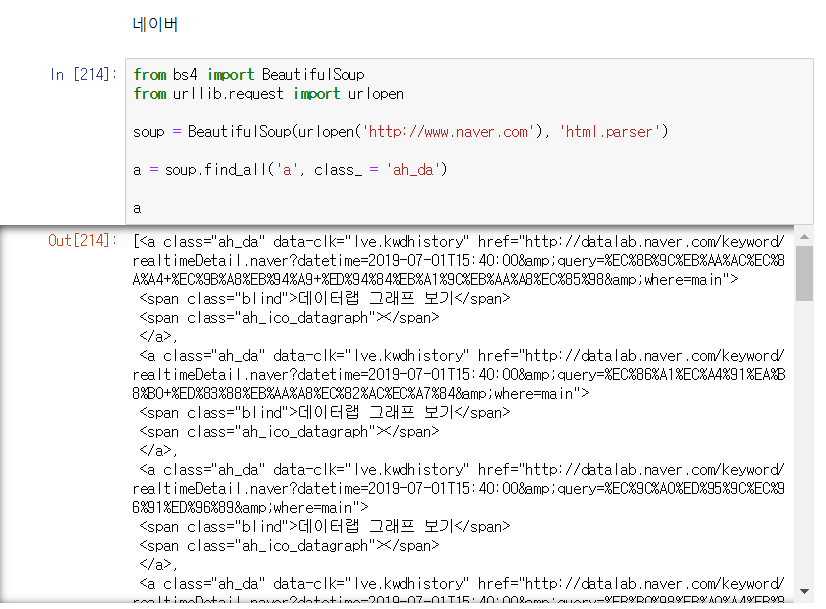 네이버
In [214]:
from bs4 import BeautifulSoup
from urllib.request import urlopen
soup = BeautifulSoup(urlopen('http://www.naver.com'), 'html.parser')
a = soup.find_all('a', class_ = 'ah_da')
a
Out[214]:
[<a class="ah_da" data-clk="lve.kwdhistory" href="http://datalab.naver.com/keyword/
realtimeDetail.naver?datetime=2019-07-01T15:40:00&amp;query=%EC%8B%9C%EB%AA%AC%EC%8
A%A4+%EC%9B%A8%EB%94%A9+%ED%94%84%EB%A1%9C%EB%AA%A8%EC%85%98&amp;where=main">
<span class="blind">데이터랩 그래프 보기</span>
<span class="ah_ico_datagraph"></span>
</a>,
<a class="ah_da" data-clk="lve.kwdhistory" href="http://datalab.naver.com/keyword/
realtimeDetail.naver?datetime=2019-07-01T15:40:00&amp;query=%EC%86%A1%EC%A4%91%EA%B
8%B0+%ED%83%88%EB%AA%A8%EC%82%AC%EC%A7%84&amp;where=main">
<span class="blind">데이터랩 그래프 보기</span>
<span class="ah_ico_datagraph"></span>
</a>,
<a class="ah_da" data-clk="lve.kwdhistory" href="http://datalab.naver.com/keyword/
realtimeDetail.naver?datetime=2019-07-01T15:40:00&amp;query=%EC%9C%A0%ED%95%9C%EC%9
6%91%ED%96%89&amp;where=main">
<span class="blind">데이터랩 그래프 보기</span>
<span class="ah_ico_datagraph"></span>
</a>,
<a class="ah_da" data-clk="lve.kwdhistory" href="http://datalab.naver.com/keyword/